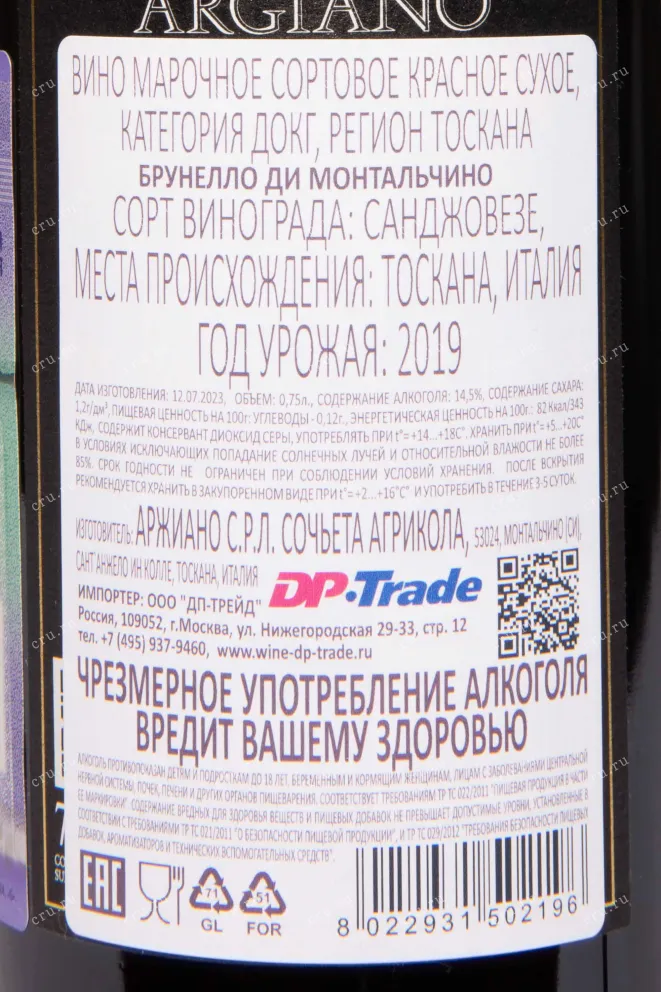 ARGIANO
ВИНО МАРОЧНОЕ СОРТОВОЕ КРАСНОЕ СУХОЕ,
КАТЕГОРИЯ ДОКГ, РЕГИОН ТОСКАНА
БРУНЕЛЛО ДИ МОНТАЛЬЧИНО
СОРТ ВИНОГРАДА: САНДЖОВЕЗЕ,
МЕСТА ПРОИСХОЖДЕНИЯ: ТОСКАНА, ИТАЛИЯ
ГОД УРОЖАЯ: 2019
ДАТА ИЗГОТОВЛЕНИЯ: 12.07.2023, ОБЪЕМ: 0,75л., СОДЕРЖАНИЕ АЛКОГОЛЯ: 14,5%, СОДЕРЖАНИЕ САХАРА:
1,2г/дм³, ПИЩЕВАЯ ЦЕННОСТЬ НА 100г: УГЛЕВОДЫ - 0,12г., ЭНЕРГЕТИЧЕСКАЯ ЦЕННОСТЬ НА 100г.: 82 Ккал/343
КДж, СОДЕРЖИТ КОНСЕРВАНТ ДИОКСИД СЕРЫ, УПОТРЕБЛЯТЬ ПРИ t°=+14...+18C°. ХРАНИТЬ ПРИ t°=+5...+20C°
В УСЛОВИЯХ ИСКЛЮЧАЮЩИХ ПОПАДАНИЕ СОЛНЕЧНЫХ ЛУЧЕЙ И ОТНОСИТЕЛЬНОЙ ВЛАЖНОСТИ НЕ БОЛЕЕ
85%. СРОК ГОДНОСТИ НЕ ОГРАНИЧЕН ПРИ СОБЛЮДЕНИИ УСЛОВИЙ ХРАНЕНИЯ. ПОСЛЕ ВСКРЫТИЯ
РЕКОМЕНДУЕТСЯ ХРАНИТЬ В ЗАКУПОРЕННОМ ВИДЕ ПРИ t°=+2...+16°C И УПОТРЕБИТЬ В ТЕЧЕНИЕ 3-5 СУТОК.
ИЗГОТОВИТЕЛЬ: АРЖИАНО С.Р.Л. СОЧЬЕТА АГРИКОЛА, 53024, МОНТАЛЬЧИНО (СИ),
САНТ АНЖЕЛО ИН КОЛЛЕ, ТОСКАНА, ИТАЛИЯ
DP·Trade
ИМПОРТЕР: ООО "ДП-ТРЕЙД"
Россия, 109052, г.Москва, ул. Нижегородская 29-33, стр. 12
тел. +7 (495) 937-9460, www.wine-dp-trade.ru
ЧРЕЗМЕРНОЕ УПОТРЕБЛЕНИЕ АЛКОГОЛЯ
ВРЕДИТ ВАШЕМУ ЗДОРОВЬЮ
АЛКОГОЛЬ ПРОТИВОПОКАЗАН ДЕТЯМ И ПОДРОСТКАМ ДО 18 ЛЕТ, БЕРЕМЕННЫМ И КОРМЯЩИМ ЖЕНЩИНАМ, ЛИЦАМ С ЗАБОЛЕВАНИЯМИ ЦЕНТРАЛЬНОЙ
НЕРВНОЙ СИСТЕМЫ, ПОЧЕК, ПЕЧЕНИ И ДРУГИХ ОРГАНОВ ПИЩЕВАРЕНИЯ. СООТВЕТСТВУЕТ ТРЕБОВАНИЯМ ТР ТС 022/2011 "ПИЩЕВАЯ ПРОДУКЦИЯ В ЧАСТИ
ЕЕ МАРКИРОВКИ". СОДЕРЖАНИЕ ВРЕДНЫХ ДЛЯ ЗДОРОВЬЯ ВЕЩЕСТВ И ПИЩЕВЫХ ДОБАВОК НЕ ПРЕВЫШАЕТ ДОПУСТИМЫЕ УРОВНИ, УСТАНОВЛЕННЫЕ В
СООТВЕТСТВИИ С ТРЕБОВАНИЯМИ ТР ТС 021/2011 "О БЕЗОПАСНОСТИ ПИЩЕВОЙ ПРОДУКЦИИ", И ТР ТС 029/2012 "ТРЕБОВАНИЯ БЕЗОПАСНОСТИ ПИЩЕВЫХ
ДОБАВОК, АРОМАТИЗАТОРОВ И ТЕХНИЧЕСКИХ ВСПОМОГАТЕЛЬНЫХ СРЕДСТВ".
EAC
71
GL
51
FOR
8 022931 502196
cru.ru